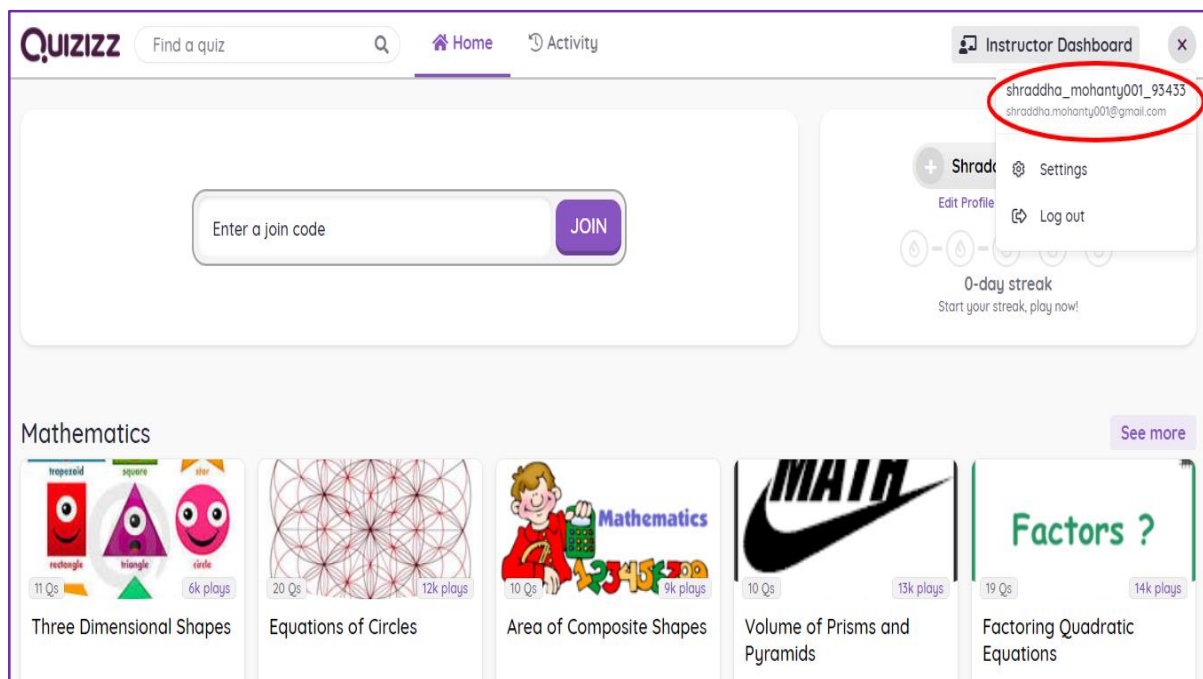 QUIZIZZ
Find a quiz
Home
Activity
Instructor Dashboard
x
shraddha_mohanty001_93433
shraddha.mohanty001@gmail.com
Settings
Log out
Edit Profile
0-day streak
Start your streak, play now!
Enter a join code
JOIN
Mathematics
See more
trapezoid
square
star
rectangle
triangle
circle
11 Qs
6k plays
Three Dimensional Shapes
20 Qs
12k plays
Equations of Circles
Mathematics
10 Qs
9k plays
Area of Composite Shapes
MATH
10 Qs
13k plays
Volume of Prisms and
Pyramids
Factors ?
19 Qs
14k plays
Factoring Quadratic
Equations